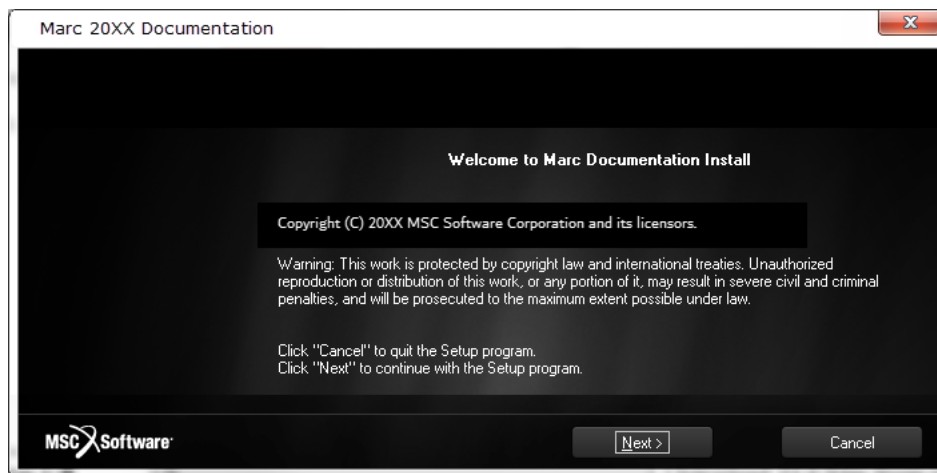 Marc 20XX Documentation
X
Welcome to Marc Documentation Install
Copyright (C) 20XX MSC Software Corporation and its licensors.
Warning: This work is protected by copyright law and international treaties. Unauthorized
reproduction or distribution of this work, or any portion of it, may result in severe civil and criminal
penalties, and will be prosecuted to the maximum extent possible under law.
Click "Cancel" to quit the Setup program.
Click "Next" to continue with the Setup program.
MSC Software
Next >
Cancel